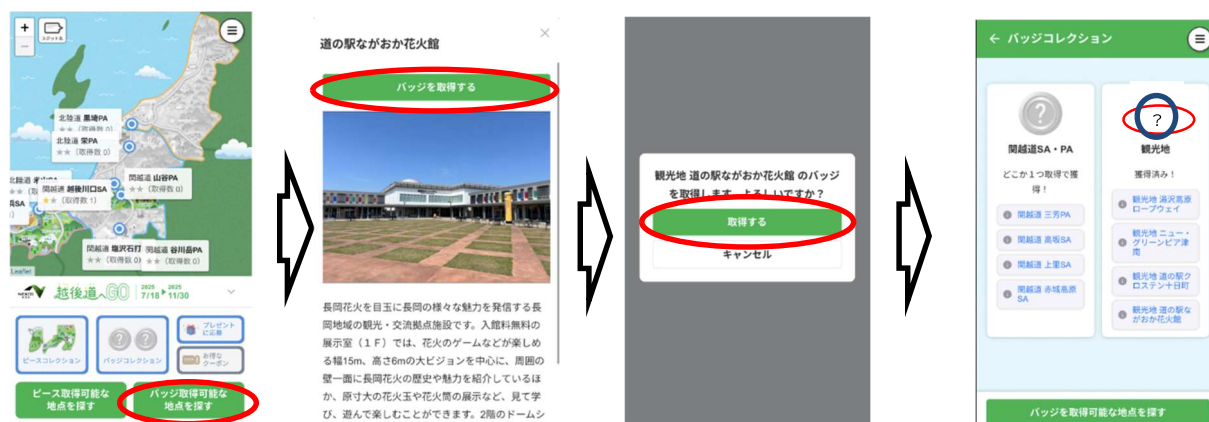 +
−
スポット名
北陸道 黒埼PA
★★ (取得数 0)
北陸道 栄PA
★★ (取得数 0)
関越道 山谷PA
★★ (取得数 0)
関越道 越後川口SA
★★ (取得数 1)
関越道 塩沢石打
★★ (取得数 0)
関越道 谷川岳PA
★★ (取得数 0)
Leaflet
越後道へGO
2025
7/18
2025
11/30
ピースコレクション
バッジコレクション
プレゼント
に応募
お得な
クーポン
ピース取得可能な
地点を探す
バッジ取得可能な
地点を探す
道の駅ながおか花火館
×
バッジを取得する
長岡花火を目玉に長岡の様々な魅力を発信する長
岡地域の観光・交流拠点施設です。入館料無料の
展示室(1F)では、花火のゲームなどが楽しめ
る幅15m、高さ6mの大ビジョンを中心に、周囲の
壁一面に長岡花火の歴史や魅力を紹介しているほ
か、原寸大の花火玉や花火筒の展示など、見て学
び、遊んで楽しむことができます。2階のドームシ
観光地 道の駅ながおか花火館 のバッジ
を取得します。よろしいですか？
取得する
キャンセル
← バッジコレクション
?
関越道SA・PA
どこか1つ取得で獲
得！
関越道 三芳PA
関越道 高坂SA
関越道 上里SA
関越道 赤城高原
SA
?
観光地
獲得済み！
観光地 湯沢高原
ロープウェイ
観光地 ニュー・
グリーンピア津
南
観光地 道の駅ク
ロステン十日町
観光地 道の駅な
がおか花火館
バッジを取得可能な地点を探す